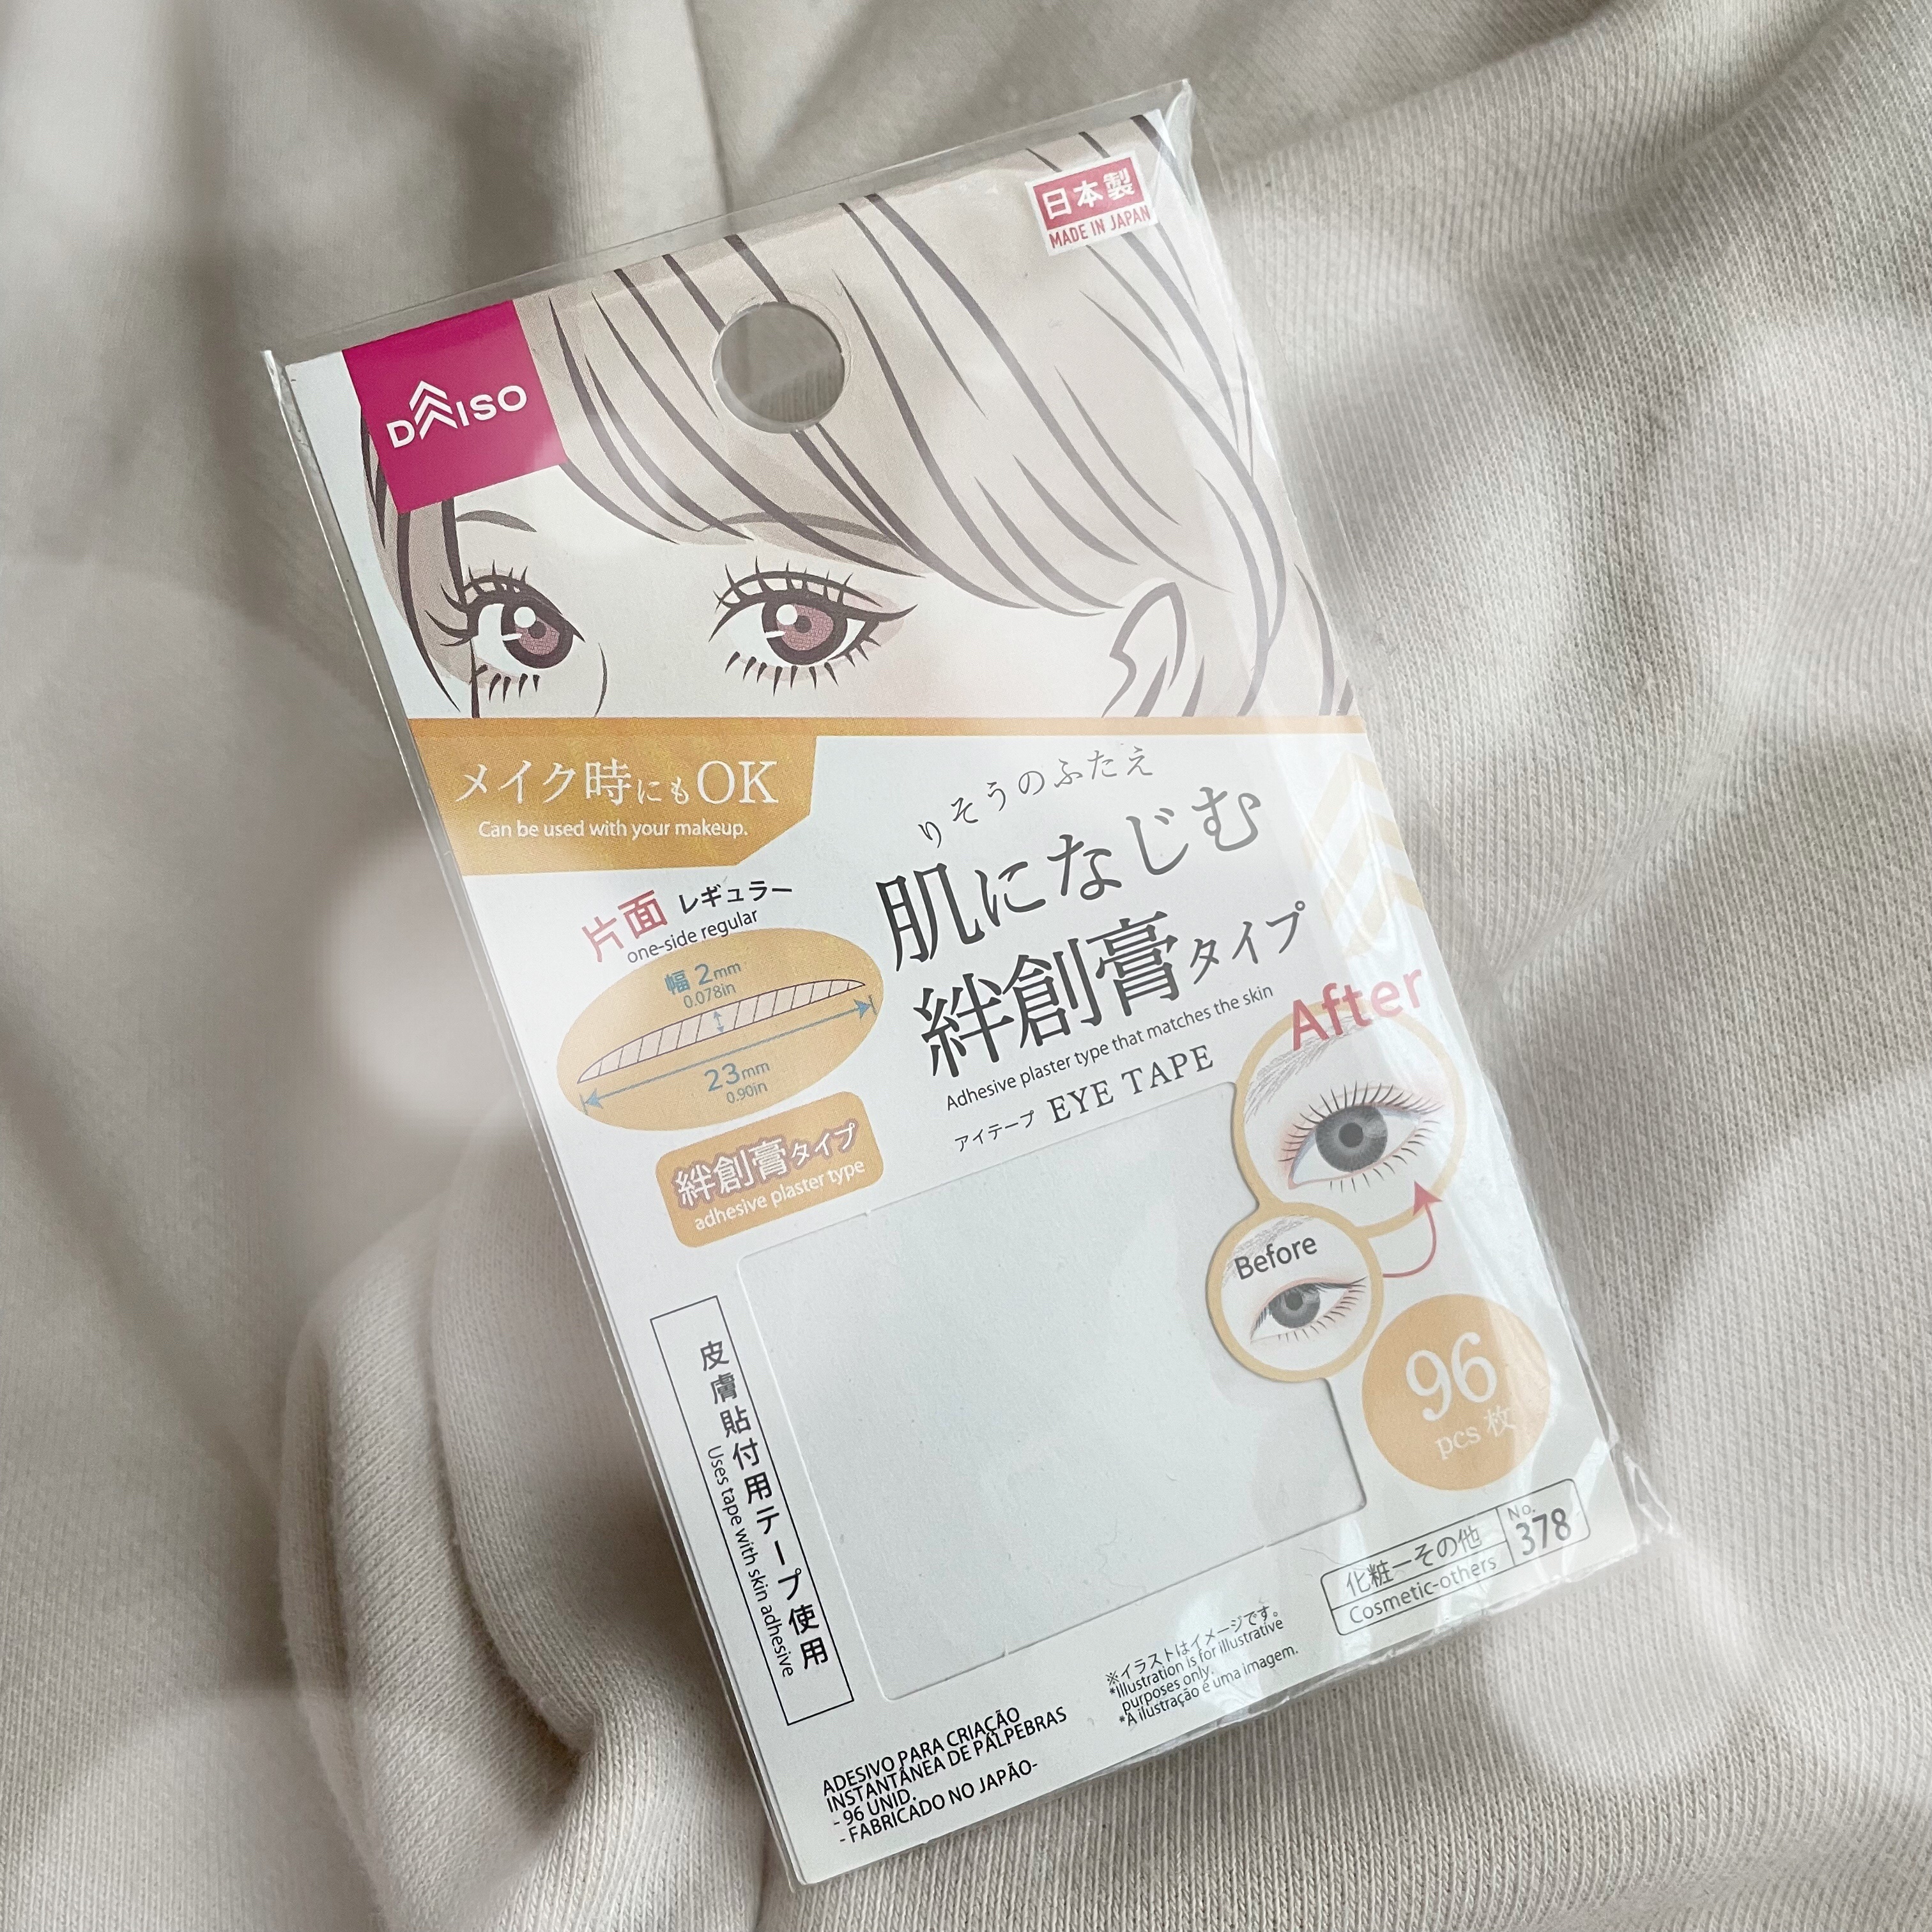 日本製
MADE IN JAPAN
DAISO
メイク時にもOK
Can be used with your makeup.
りそうのふたえ
肌になじむ
絆創膏タイプ
Adhesive plaster type that matches the skin
アイテープ EYE TAPE
片面 レギュラー
one-side regular
幅 2mm
0.078in
23mm
0.90in
絆創膏タイプ
adhesive plaster type
After
Before
96
pcs 枚
皮膚貼付用テープ使用
Uses tape with skin adhesive
化粧ーその他
Cosmetic-others
No.
378
※イラストはイメージです。
*Illustration is for illustrative
purposes only.
*A ilustração é uma imagem.
ADESIVO PARA CRIAÇÃO
INSTANTÂNEA DE PÁLPEBRAS
- 96 UNID.
- FABRICADO NO JAPÃO-